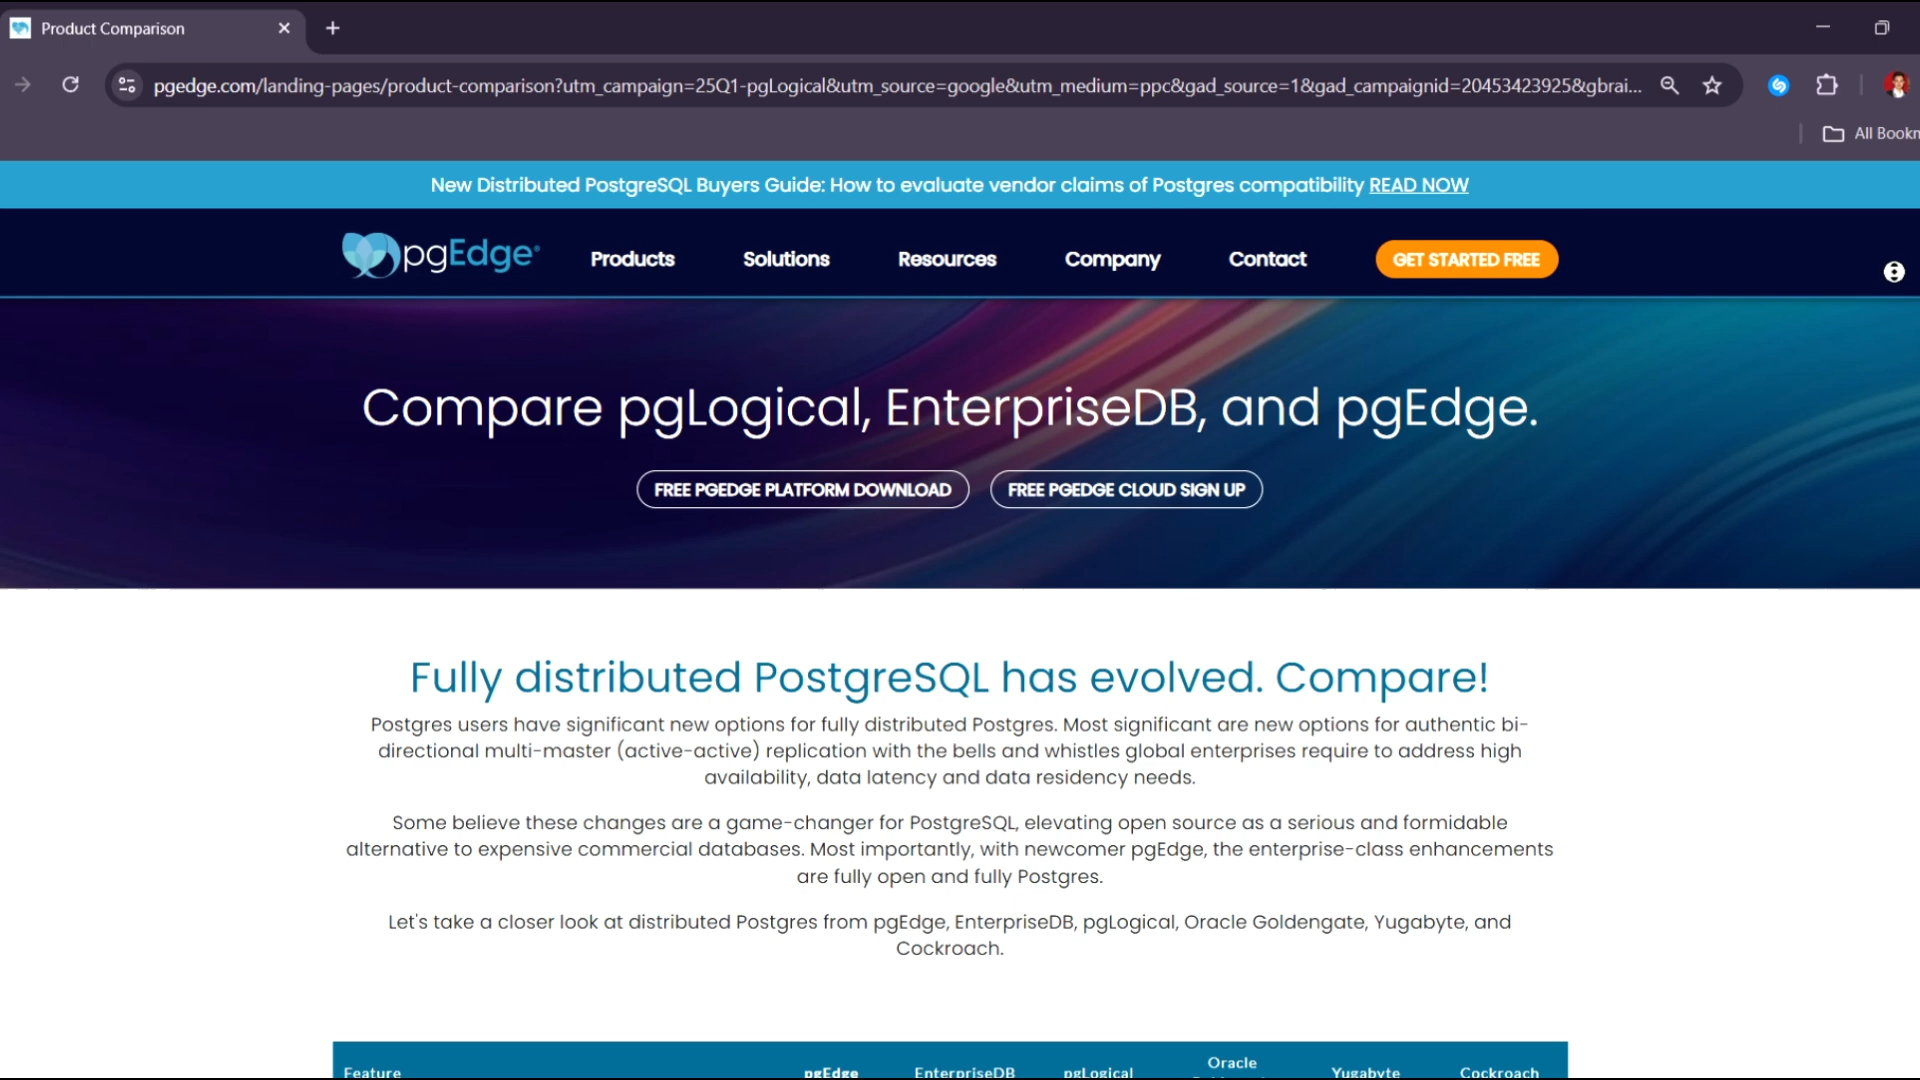 Product Comparison
pgedge.com/landing-pages/product-comparison?utm_campaign=25Q1-pgLogical&utm_source=google&utm_medium=ppc&gad_source=1&gad_campaignid=20453423925&gbrai...
All Bookm
New Distributed PostgreSQL Buyers Guide: How to evaluate vendor claims of Postgres compatibility READ NOW
pgEdge Products Solutions Resources Company Contact GET STARTED FREE
Compare pgLogical, EnterpriseDB, and pgEdge.
FREE PGEDGE PLATFORM DOWNLOAD FREE PGEDGE CLOUD SIGN UP
Fully distributed PostgreSQL has evolved. Compare!
Postgres users have significant new options for fully distributed Postgres. Most significant are new options for authentic bi-
directional multi-master (active-active) replication with the bells and whistles global enterprises require to address high
availability, data latency and data residency needs.
Some believe these changes are a game-changer for PostgreSQL, elevating open source as a serious and formidable
alternative to expensive commercial databases. Most importantly, with newcomer pgEdge, the enterprise-class enhancements
are fully open and fully Postgres.
Let's take a closer look at distributed Postgres from pgEdge, EnterpriseDB, pgLogical, Oracle Goldengate, Yugabyte, and
Cockroach.
Feature pgEdge EnterpriseDB pgLogical Oracle Yugabyte Cockroach